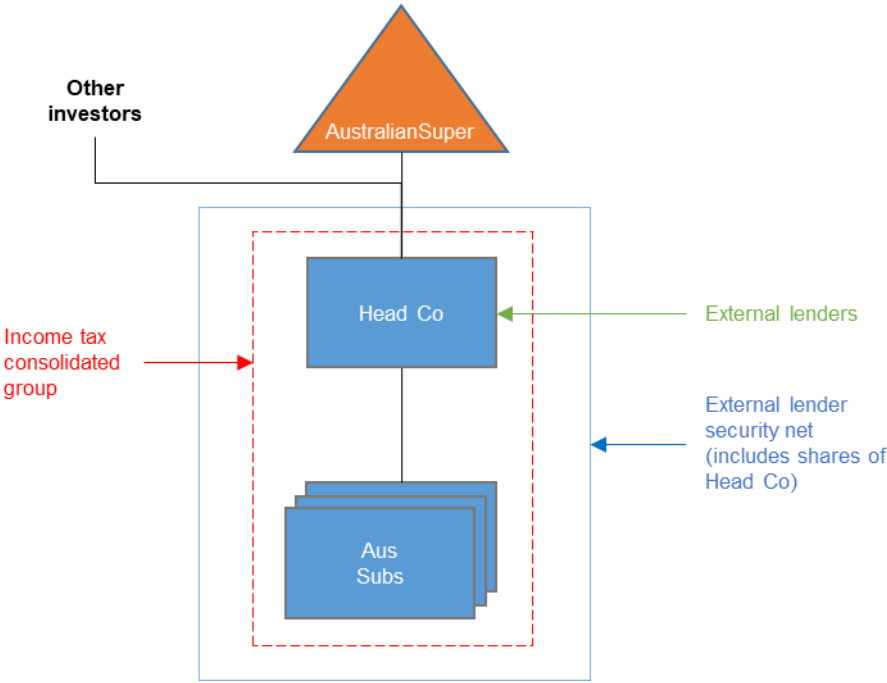 Other
investors
AustralianSuper
Head Co
External lenders
Income tax
consolidated
group
External lender
security net
(includes shares of
Head Co)
Aus
Subs